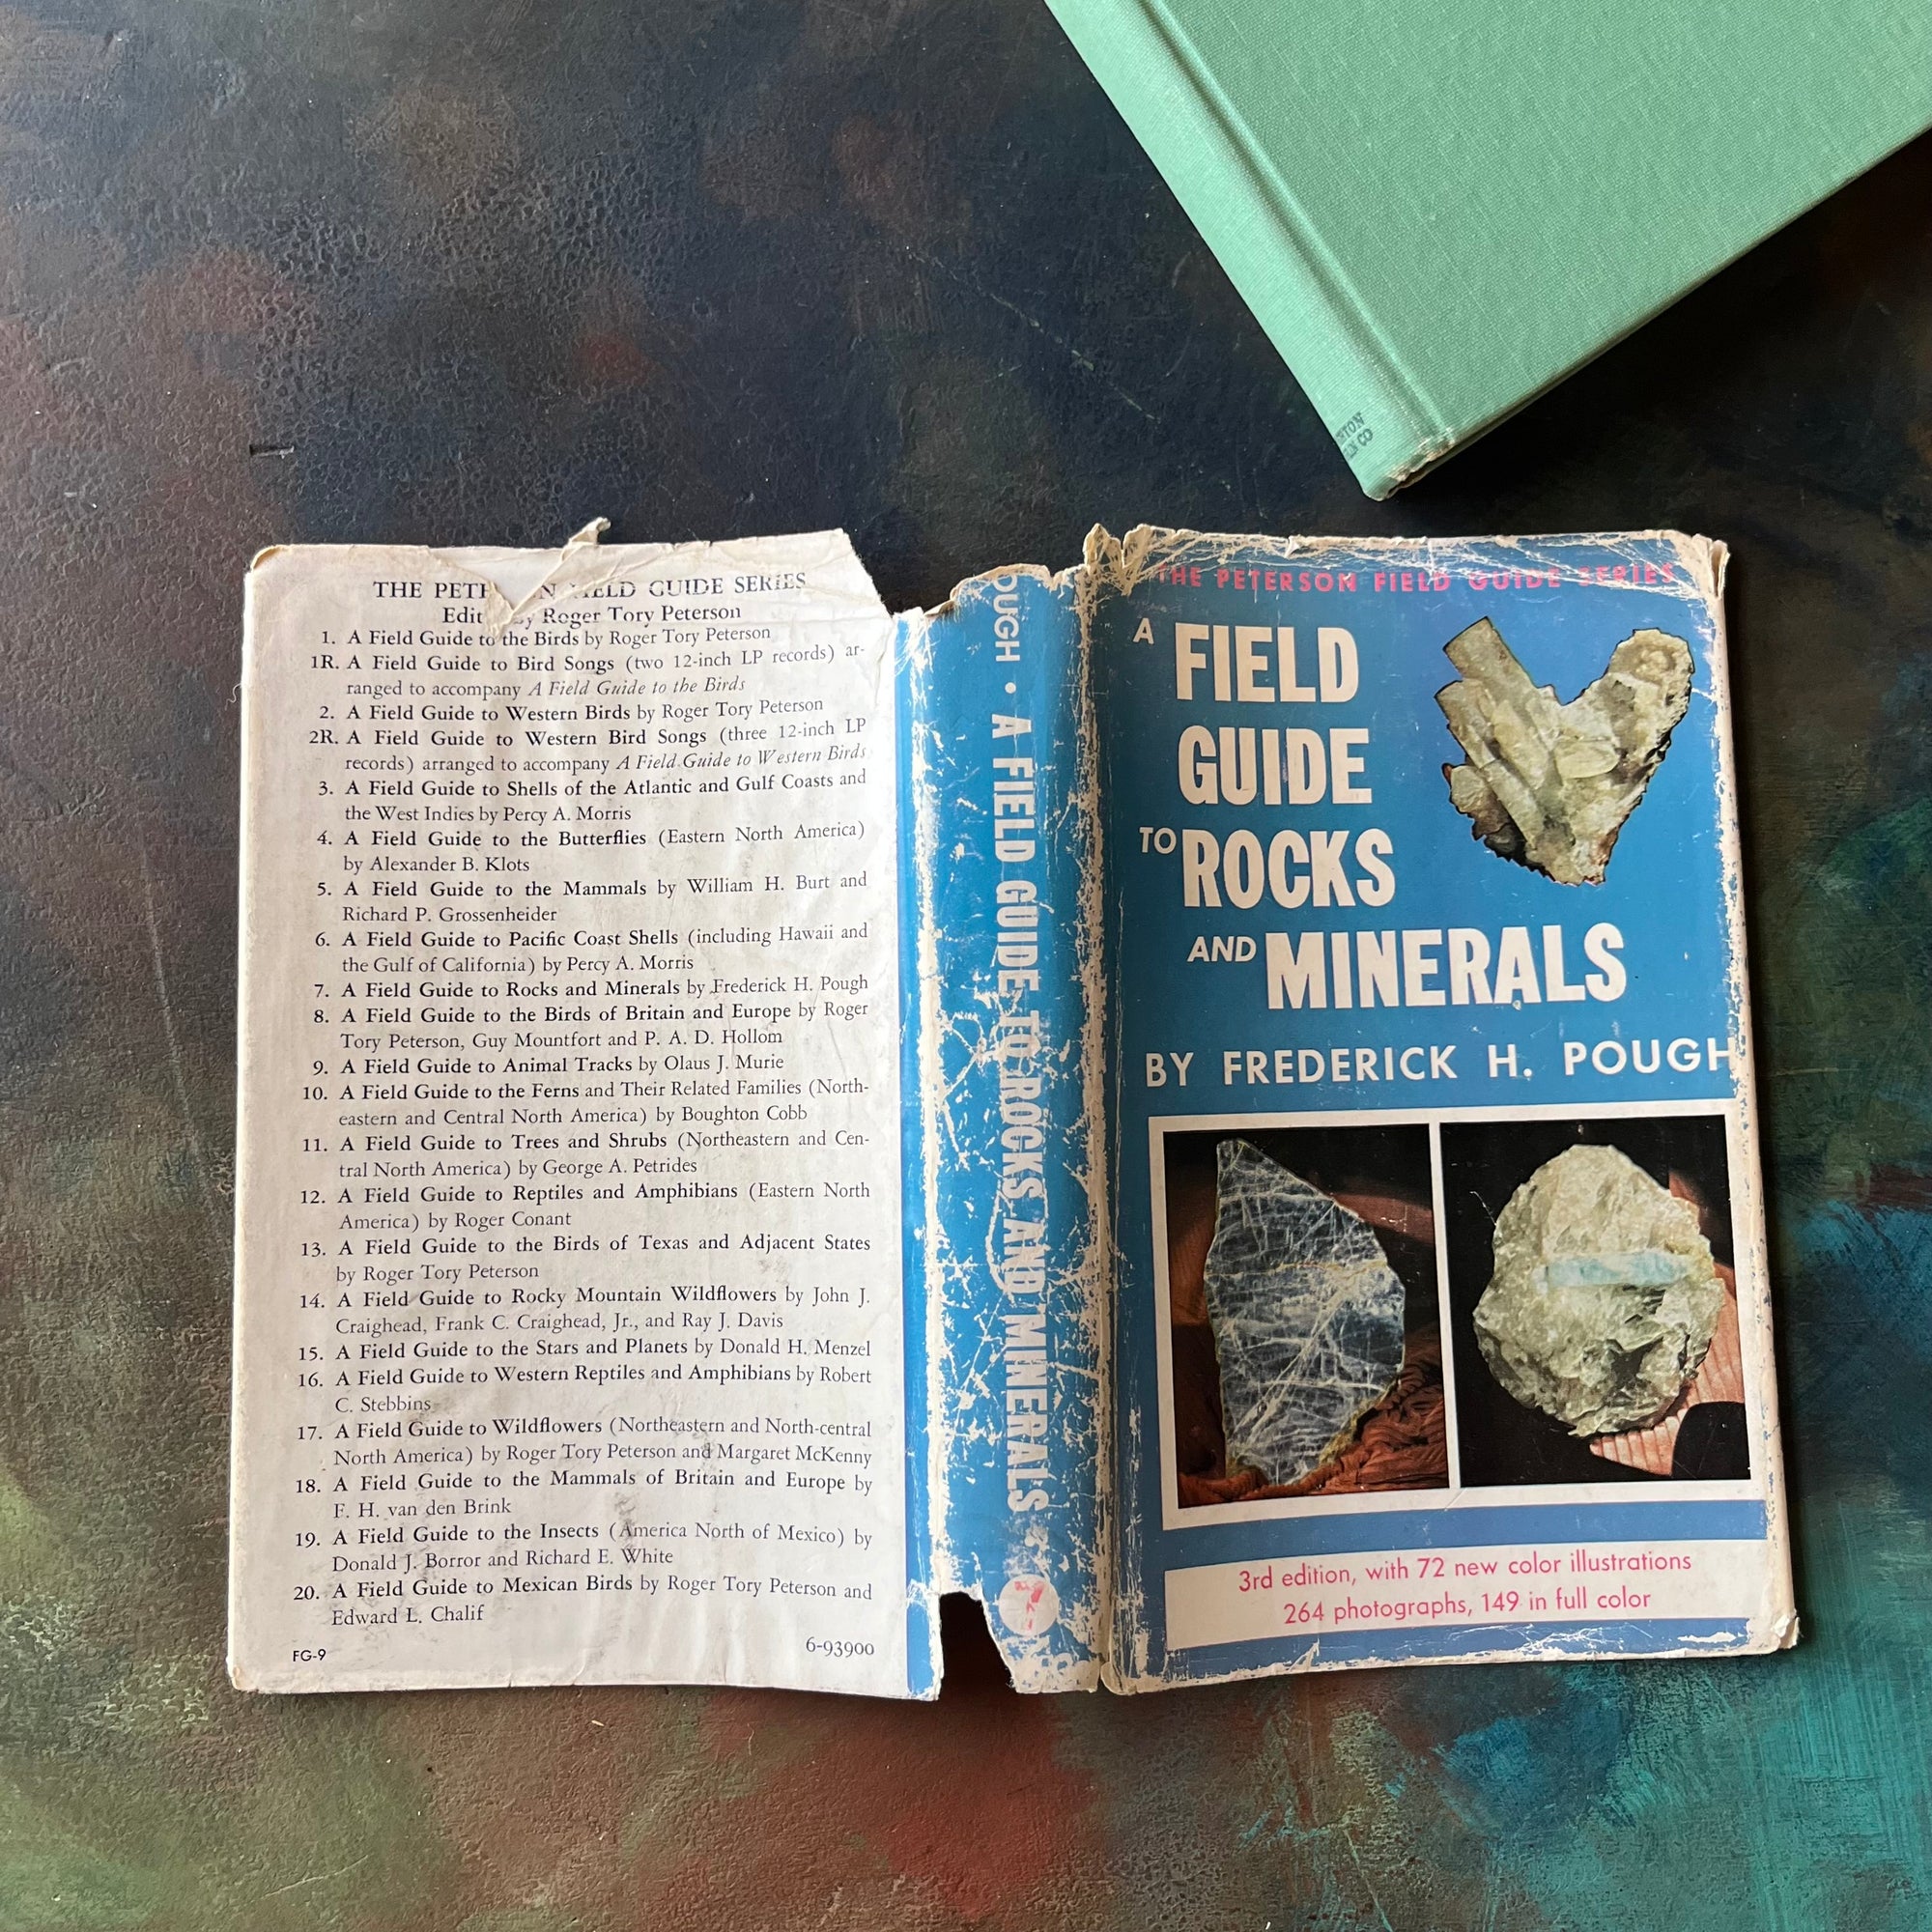 THE FIELD GUIDE SERIES
Roger Tory Peterson
1. A Field Guide to the Birds by Roger Tory Peterson
1R. A Field Guide to Bird Songs (two 12-inch LP records) ar-
ranged to accompany A Field Guide to the Birds
2. A Field Guide to Western Birds by Roger Tory Peterson
2R. A Field Guide to Western Bird Songs (three 12-inch LP
records) arranged to accompany A Field Guide to Western Birds
3. A Field Guide to Shells of the Atlantic and Gulf Coasts and
the West Indies by Percy A. Morris
4. A Field Guide to the Butterflies (Eastern North America)
by Alexander B. Klots
5. A Field Guide to the Mammals by William H. Burt and
Richard P. Grossenheider
6. A Field Guide to Pacific Coast Shells (including Hawaii and
the Gulf of California) by Percy A. Morris
7. A Field Guide to Rocks and Minerals by Frederick H. Pough
8. A Field Guide to the Birds of Britain and Europe by Roger
Tory Peterson, Guy Mountfort and P. A. D. Hollom
9. A Field Guide to Animal Tracks by Olaus J. Murie
10. A Field Guide to the Ferns and Their Related Families (North-
eastern and Central North America) by Boughton Cobb
11. A Field Guide to Trees and Shrubs (Northeastern and Cen-
tral North America) by George A. Petrides
12. A Field Guide to Reptiles and Amphibians (Eastern North
America) by Roger Conant
13. A Field Guide to the Birds of Texas and Adjacent States
by Roger Tory Peterson
14. A Field Guide to Rocky Mountain Wildflowers by John J.
Craighead, Frank C. Craighead, Jr., and Ray J. Davis
15. A Field Guide to the Stars and Planets by Donald H. Menzel
16. A Field Guide to Western Reptiles and Amphibians by Robert
C. Stebbins
17. A Field Guide to Wildflowers (Northeastern and North-central
North America) by Roger Tory Peterson and Margaret McKenny
18. A Field Guide to the Mammals of Britain and Europe by
F. H. van den Brink
19. A Field Guide to the Insects (America North of Mexico) by
Donald J. Borror and Richard E. White
20. A Field Guide to Mexican Birds by Roger Tory Peterson and
Edward L. Chalif
FG-9 6-93900
OUGH • A FIELD GUIDE TO ROCKS AND MINERALS
7
THE PETERSON FIELD GUIDE SERIES
A FIELD
GUIDE
TO ROCKS
AND MINERALS
BY FREDERICK H. POUGH
3rd edition, with 72 new color illustrations
264 photographs, 149 in full color
NTON
LIN CO